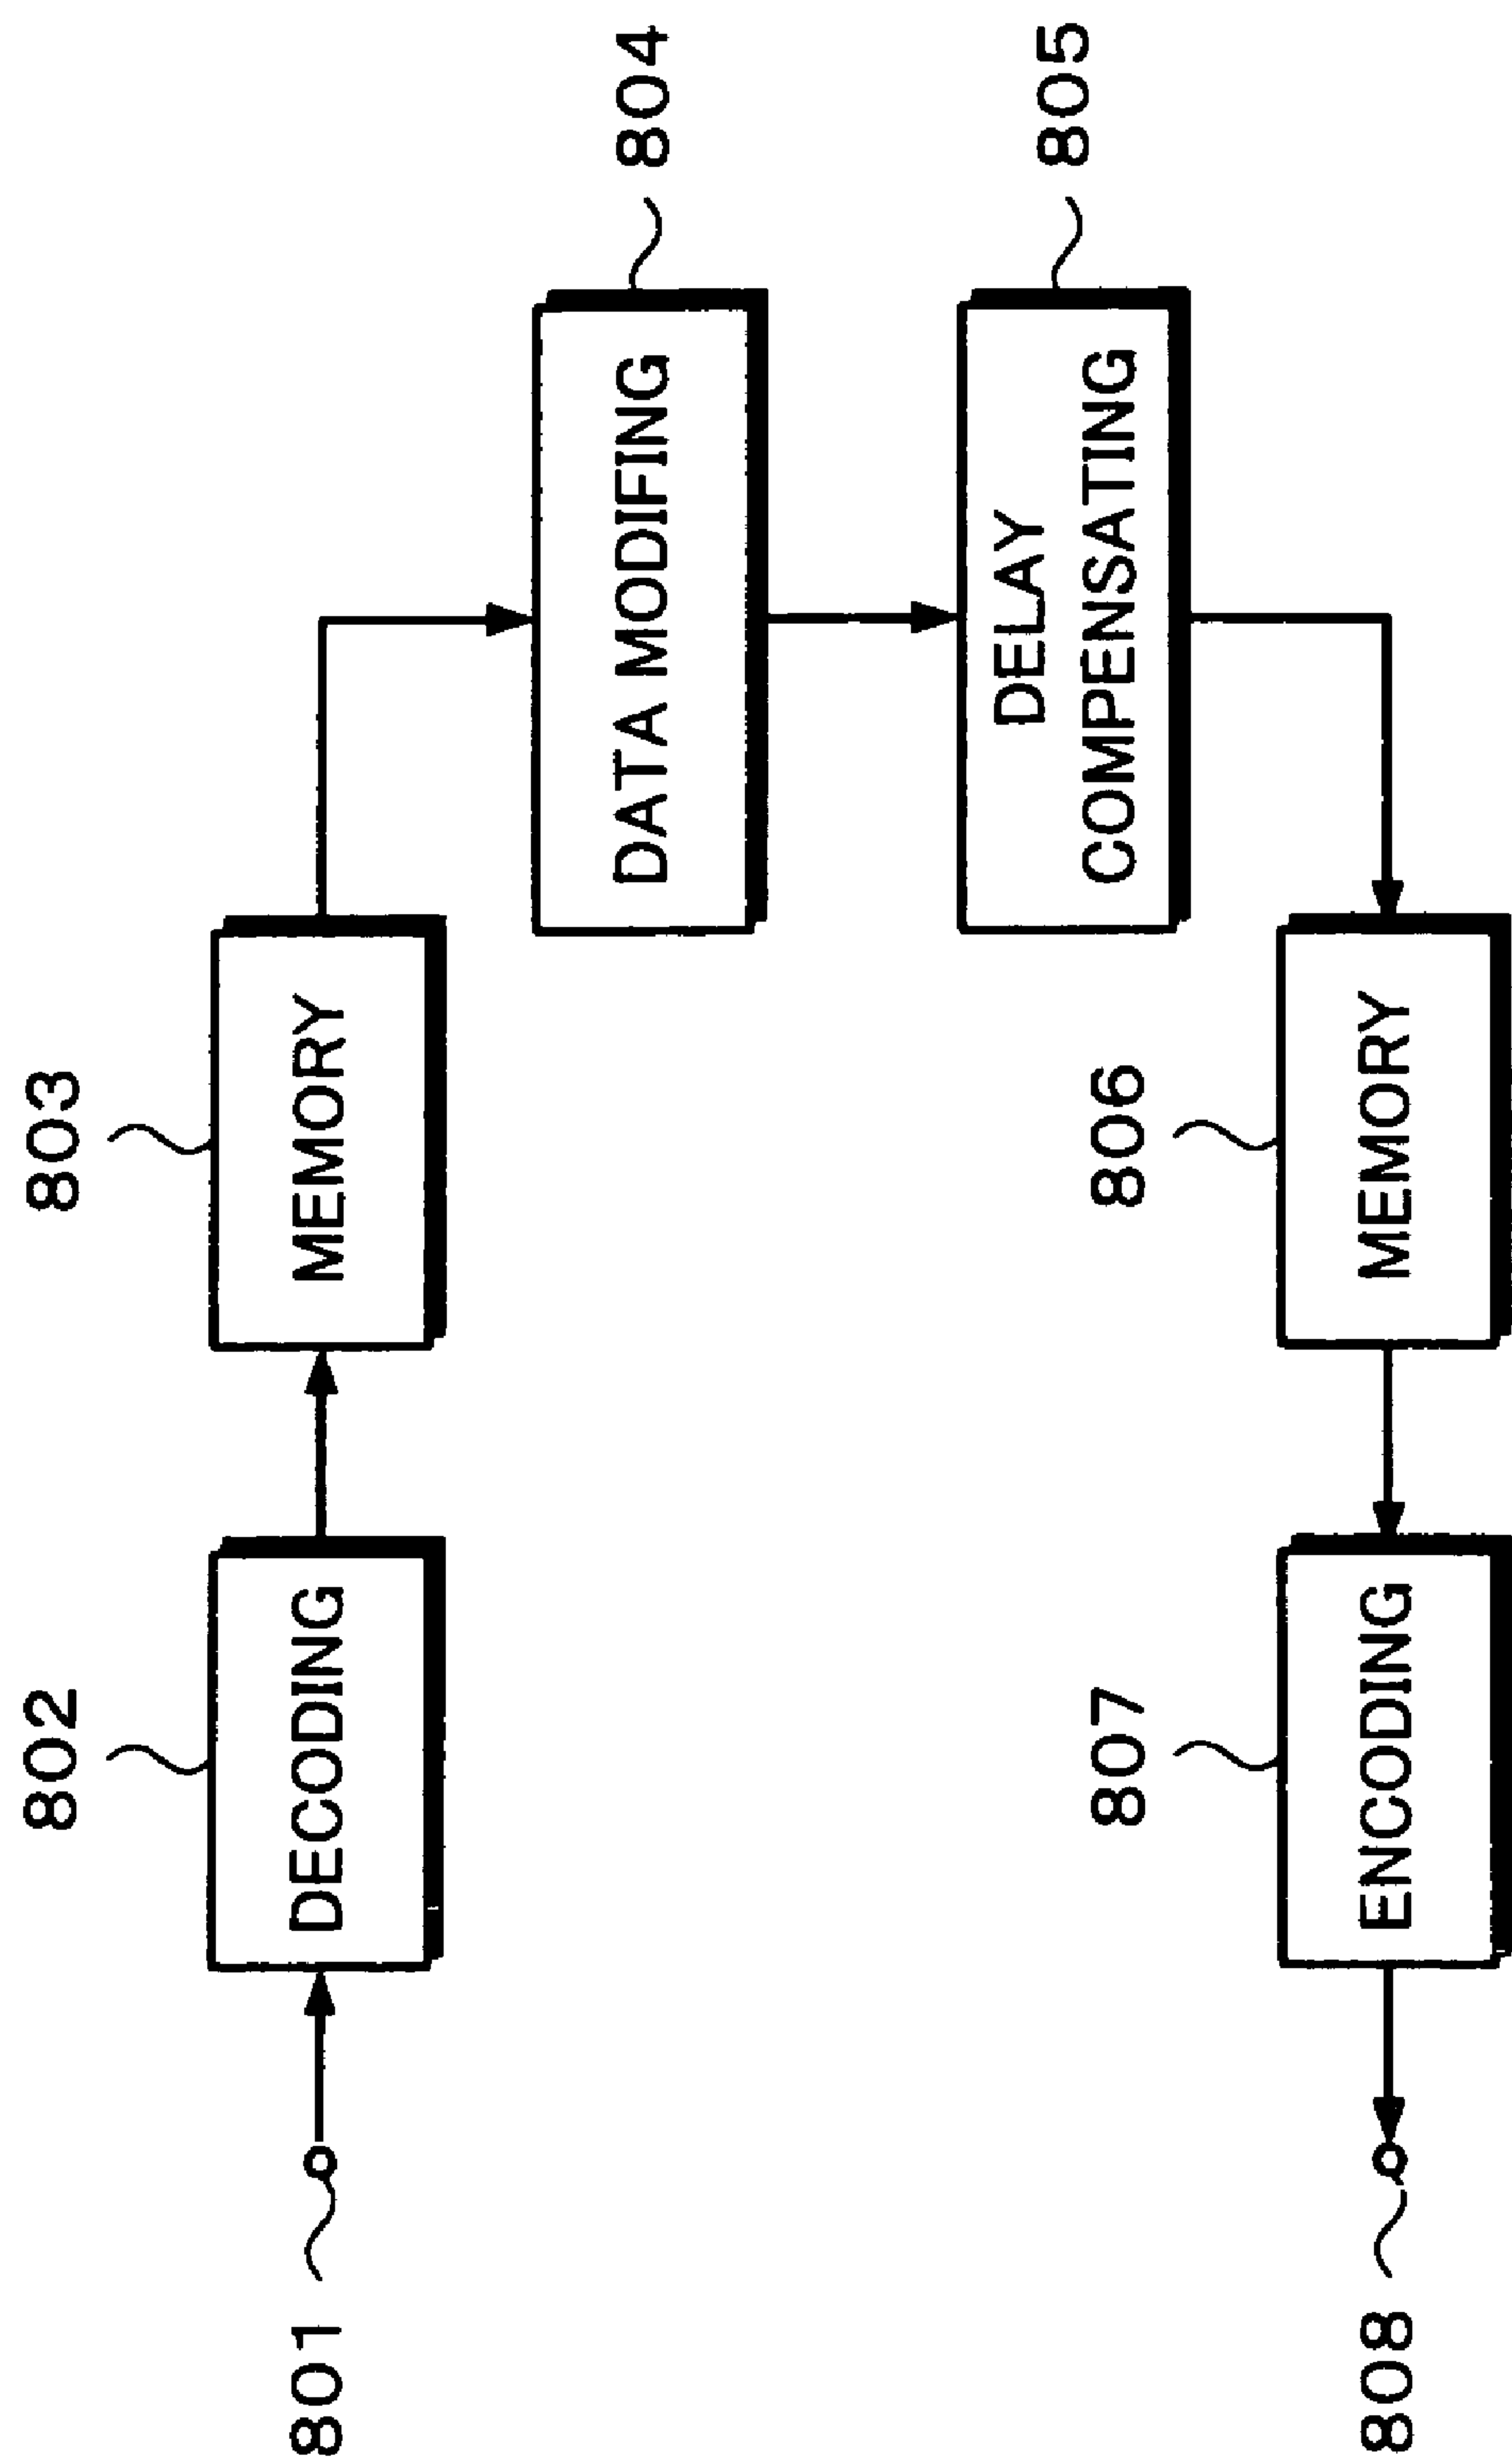 801
802
DECODING
803
MEMORY
DATA MODIFING
804
DELAY
COMPENSATING
805
806
MEMORY
807
ENCODING
808